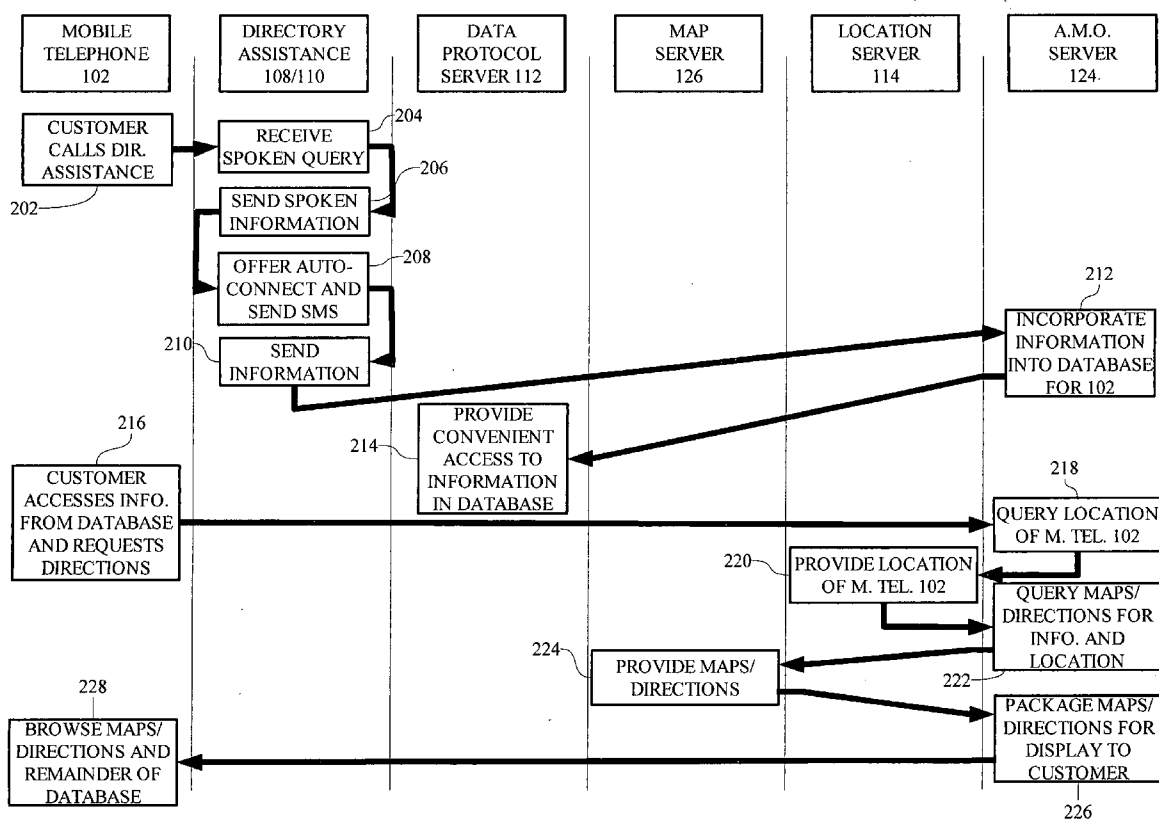 MOBILE
TELEPHONE
102
DIRECTORY
ASSISTANCE
108/110
DATA
PROTOCOL
SERVER 112
MAP
SERVER
126
LOCATION
SERVER
114
A.M.O.
SERVER
124.
CUSTOMER
CALLS DIR.
ASSISTANCE
202
RECEIVE
SPOKEN QUERY
204
SEND SPOKEN
INFORMATION
206
OFFER AUTO-
CONNECT AND
SEND SMS
208
210
SEND
INFORMATION
212
INCORPORATE
INFORMATION
INTO DATABASE
FOR 102
214
PROVIDE
CONVENIENT
ACCESS TO
INFORMATION
IN DATABASE
216
CUSTOMER
ACCESSES INFO.
FROM DATABASE
AND REQUESTS
DIRECTIONS
218
QUERY LOCATION
OF M. TEL. 102
220
PROVIDE LOCATION
OF M. TEL. 102
QUERY MAPS/
DIRECTIONS FOR
INFO. AND
LOCATION
222
224
PROVIDE MAPS/
DIRECTIONS
PACKAGE MAPS/
DIRECTIONS FOR
DISPLAY TO
CUSTOMER
226
228
BROWSE MAPS/
DIRECTIONS AND
REMAINDER OF
DATABASE